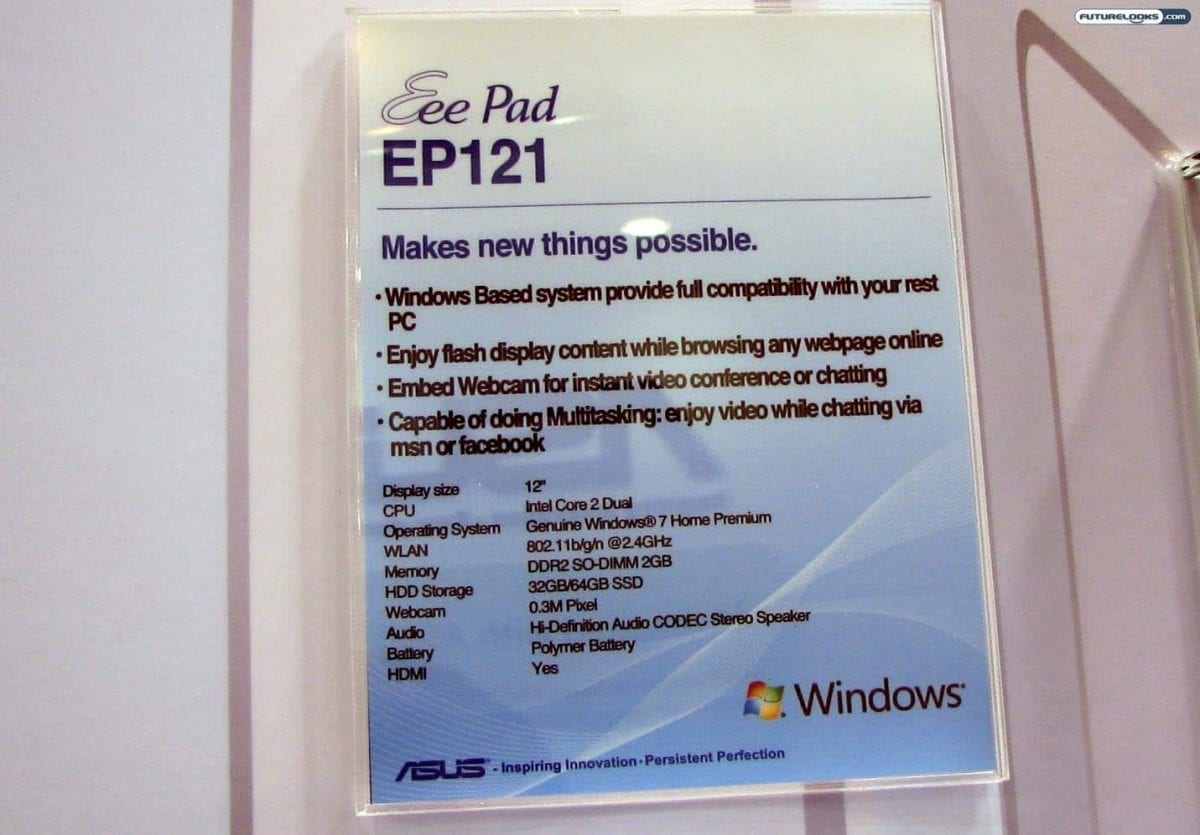 FUTURELOOKS.COM
Eee Pad
EP121
Makes new things possible.
• Windows Based system provide full compatibility with your rest
PC
• Enjoy flash display content while browsing any webpage online
• Embed Webcam for instant video conference or chatting
• Capable of doing Multitasking: enjoy video while chatting via
msn or facebook
Display size 12"
CPU Intel Core 2 Dual
Operating System Genuine Windows® 7 Home Premium
WLAN 802.11b/g/n @2.4GHz
Memory DDR2 SO-DIMM 2GB
HDD Storage 32GB/64GB SSD
Webcam 0.3M Pixel
Audio Hi-Definition Audio CODEC Stereo Speaker
Battery Polymer Battery
HDMI Yes
Windows®
ASUS® - Inspiring Innovation · Persistent Perfection